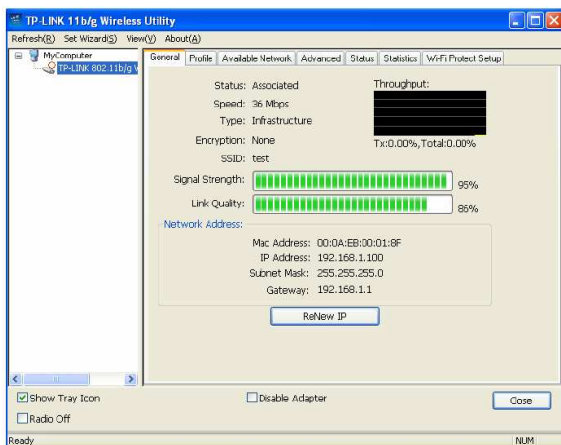 TP-LINK 11b/g Wireless Utility
Refresh(R) Set Wizard(S) View(V) About(A)
MyComputer
TP-LINK 802.11b/g W
General Profile Available Network Advanced Status Statistics Wi-Fi Protect Setup
Status: Associated
Speed: 36 Mbps
Type: Infrastructure
Encryption: None
SSID: test
Throughput:
Tx:0.00%,Total:0.00%
Signal Strength: 95%
Link Quality: 86%
Network Address:
Mac Address: 00:0A:EB:00:01:8F
IP Address: 192.168.1.100
Subnet Mask: 255.255.255.0
Gateway: 192.168.1.1
ReNew IP
Show Tray Icon
Disable Adapter
Close
Radio Off
Ready
NUM